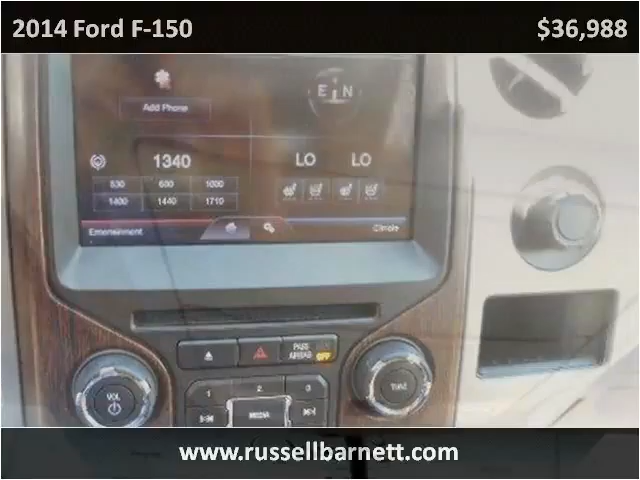 2014 Ford F-150 $36,988
E N
Add Phone
1340 LO LO
530 600 1000
1400 1440 1710
Entertainment Climate
PASS AIRBAG OFF
VOL
TUNE
1 2 3
MEDIA
www.russellbarnett.com